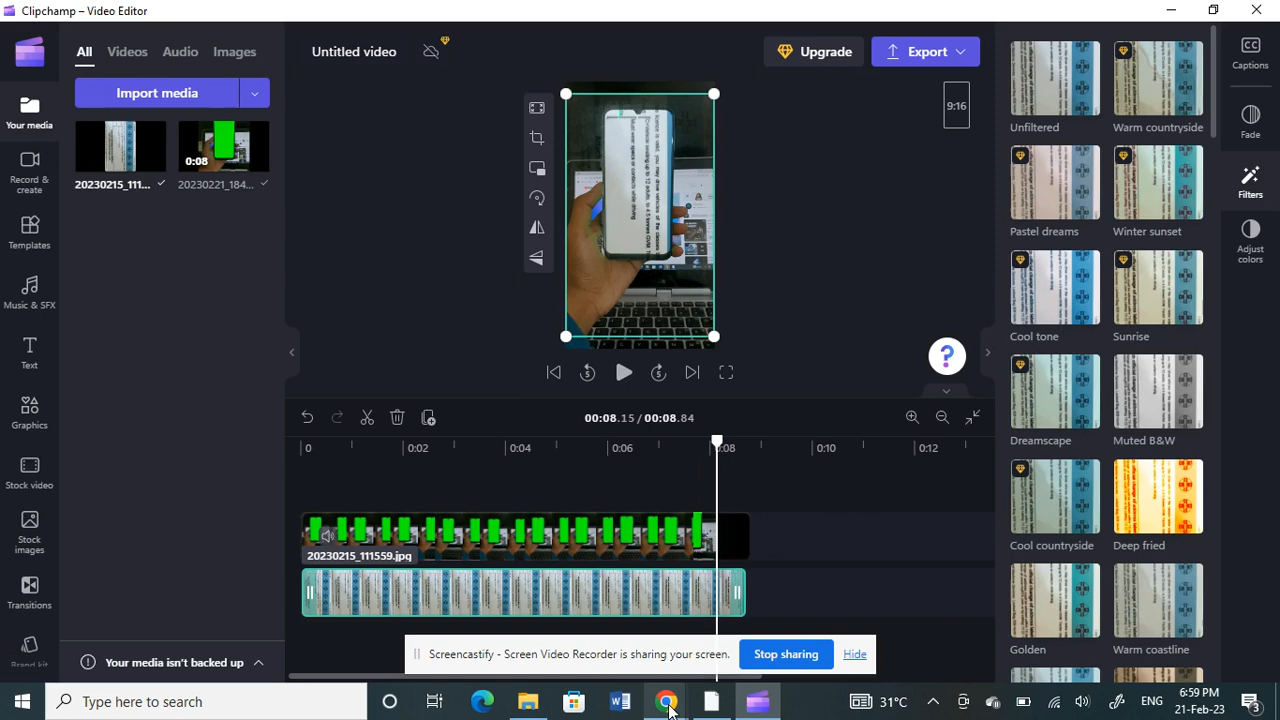 Clipchamp – Video Editor
All Videos Audio Images
Untitled video
Upgrade
Export
Captions
Import media
Your media
0:08
20230215_111...
20230221_184...
9:16
Unfiltered
Warm countryside
Fade
Record &
create
Filters
Templates
Pastel dreams
Winter sunset
Adjust
colors
Music & SFX
Cool tone
Sunrise
Text
5
5
?
Graphics
00:08.15 / 00:08.84
Dreamscape
Muted B&W
0 0:02 0:04 0:06 0:08 0:10 0:12
Stock video
Stock
images
20230215_111559.jpg
Cool countryside
Deep fried
Transitions
Brand kit
Golden
Warm coastline
Your media isn't backed up
Screencastify - Screen Video Recorder is sharing your screen.
Stop sharing
Hide
Type here to search
31°C
ENG
6:59 PM
21-Feb-23
3